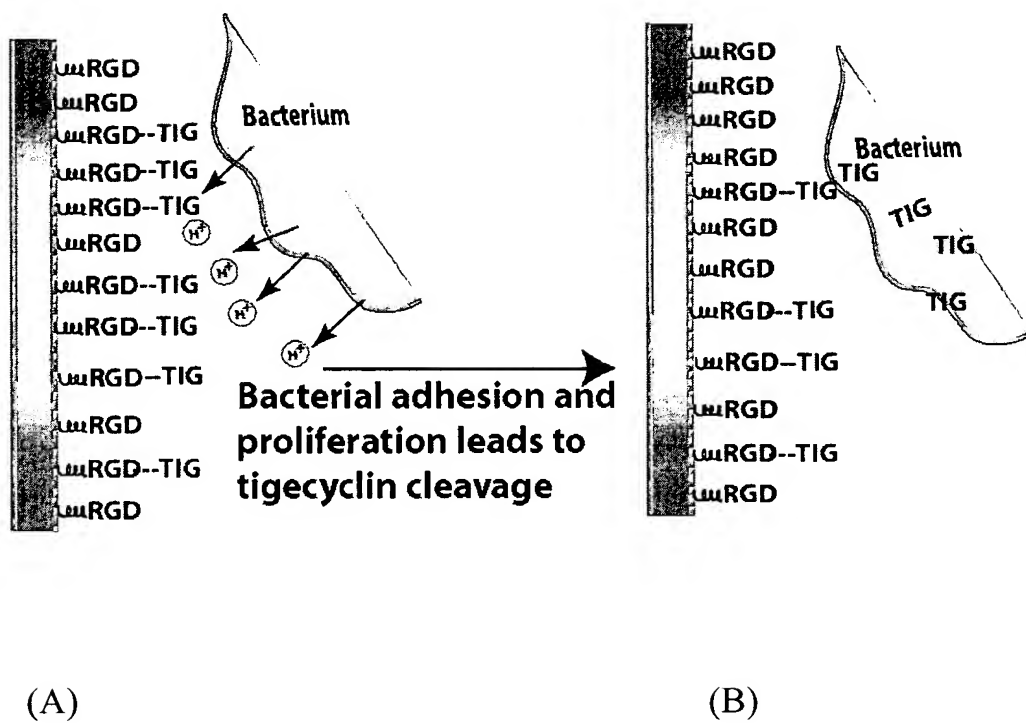 RGD
RGD
RGD--TIG
RGD--TIG
RGD--TIG
RGD
RGD--TIG
RGD--TIG
RGD--TIG
RGD
RGD--TIG
RGD
Bacterium
H+
H+
H+
H+
Bacterial adhesion and
proliferation leads to
tigecyclin cleavage
RGD
RGD
RGD
RGD
RGD--TIG
RGD
RGD
RGD--TIG
RGD--TIG
RGD
RGD--TIG
RGD
Bacterium
TIG
TIG
TIG
TIG
(A)
(B)